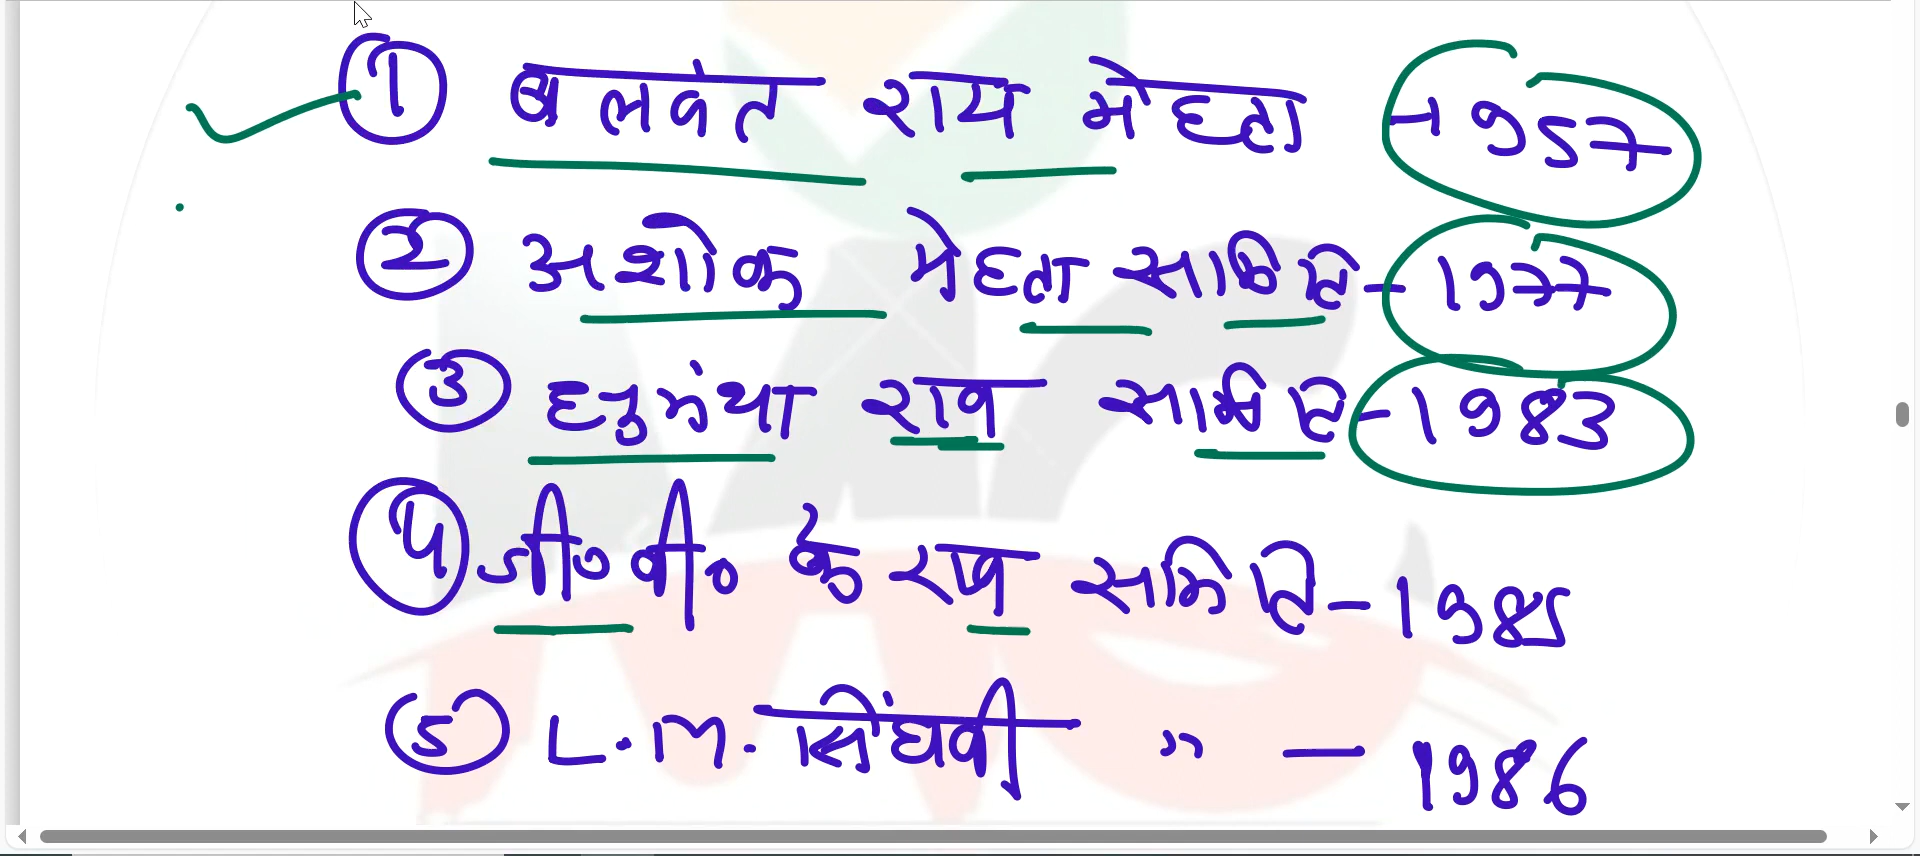 ① बलवंत राय मेहता - 1957
② अशोक मेहता समिति - 1977
③ हनुमंथा राव समिति - 1983
④ जी० वी० के राव समिति - 1985
⑤ L.M. सिंघवी " - 1986